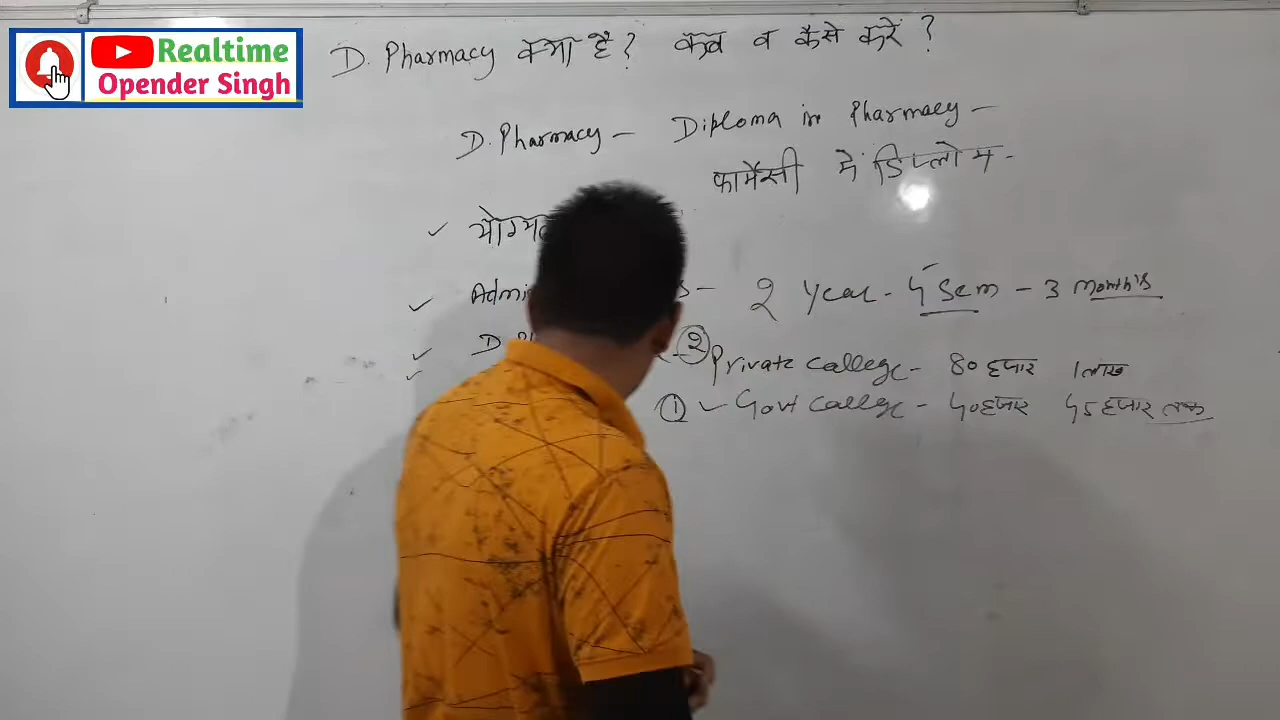 Realtime
Opender Singh
D. Pharmacy क्या है? कब व कैसे करें?
D. Pharmacy - Diploma in Pharmacy -
फार्मेसी में डिप्लोम -
✓
✓ 2 Year - 4 Sem - 3 Months
✓ D. ② Private College - 80 हजार 1 लाख
✓ ① ✓ Govt College - 40 हजार 45 हजार तक